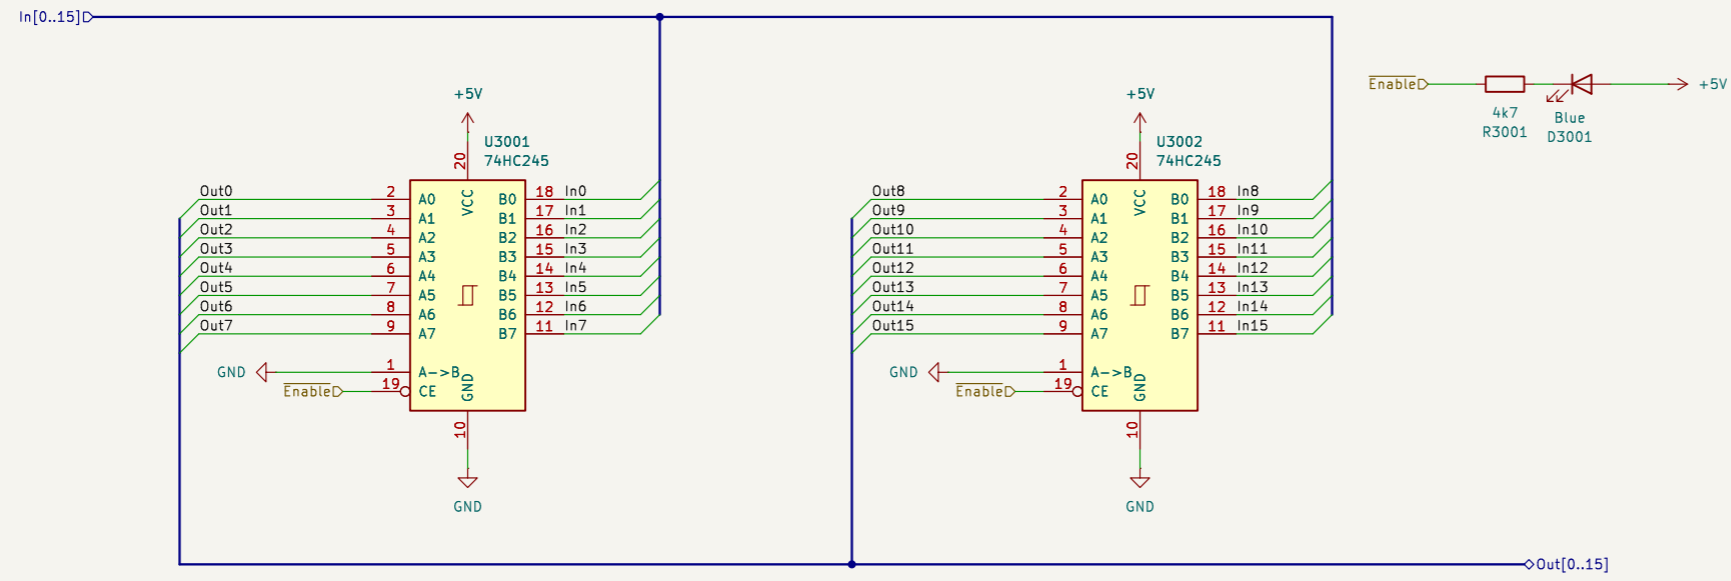 In[0..15]
+5V
U3001
74HC245
20
VCC
Out0 2 A0 B0 18 In0
Out1 3 A1 B1 17 In1
Out2 4 A2 B2 16 In2
Out3 5 A3 B3 15 In3
Out4 6 A4 B4 14 In4
Out5 7 A5 B5 13 In5
Out6 8 A6 B6 12 In6
Out7 9 A7 B7 11 In7
GND 1 A->B
Enable 19 CE
GND
10
GND
+5V
U3002
74HC245
20
VCC
Out8 2 A0 B0 18 In8
Out9 3 A1 B1 17 In9
Out10 4 A2 B2 16 In10
Out11 5 A3 B3 15 In11
Out12 6 A4 B4 14 In12
Out13 7 A5 B5 13 In13
Out14 8 A6 B6 12 In14
Out15 9 A7 B7 11 In15
GND 1 A->B
Enable 19 CE
GND
10
GND
Enable
+5V
4k7
R3001
Blue
D3001
Out[0..15]